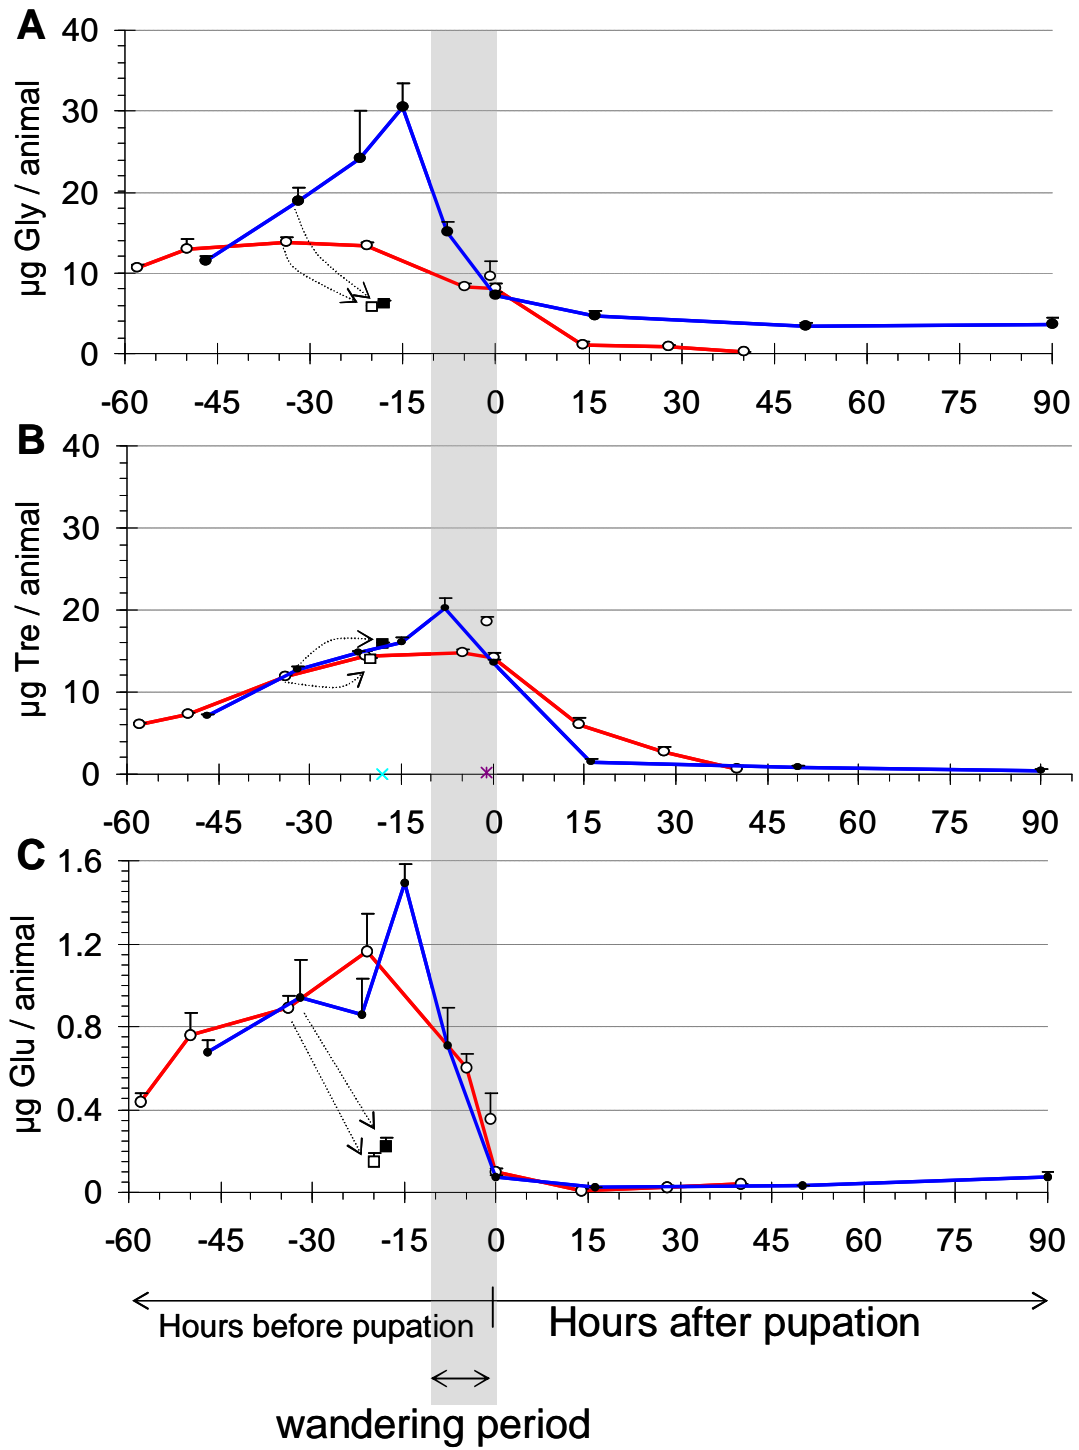 A
µg Gly / animal
40
30
20
10
0
-60 -45 -30 -15 0 15 30 45 60 75 90
B
µg Tre / animal
40
30
20
10
0
-60 -45 -30 -15 0 15 30 45 60 75 90
C
µg Glu / animal
1.6
1.2
0.8
0.4
0
-60 -45 -30 -15 0 15 30 45 60 75 90
Hours before pupation
Hours after pupation
wandering period